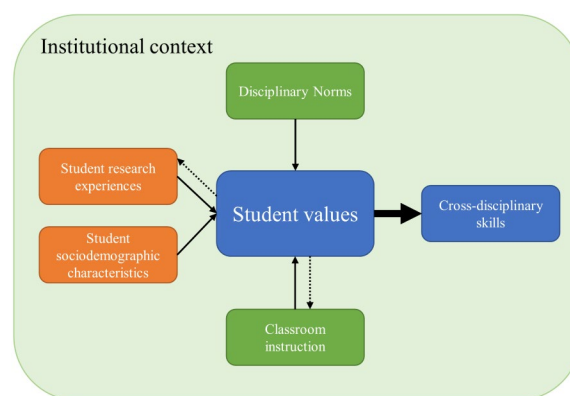 Institutional context
Disciplinary Norms
Student research
experiences
Student values
Cross-disciplinary
skills
Student
sociodemographic
characteristics
Classroom
instruction